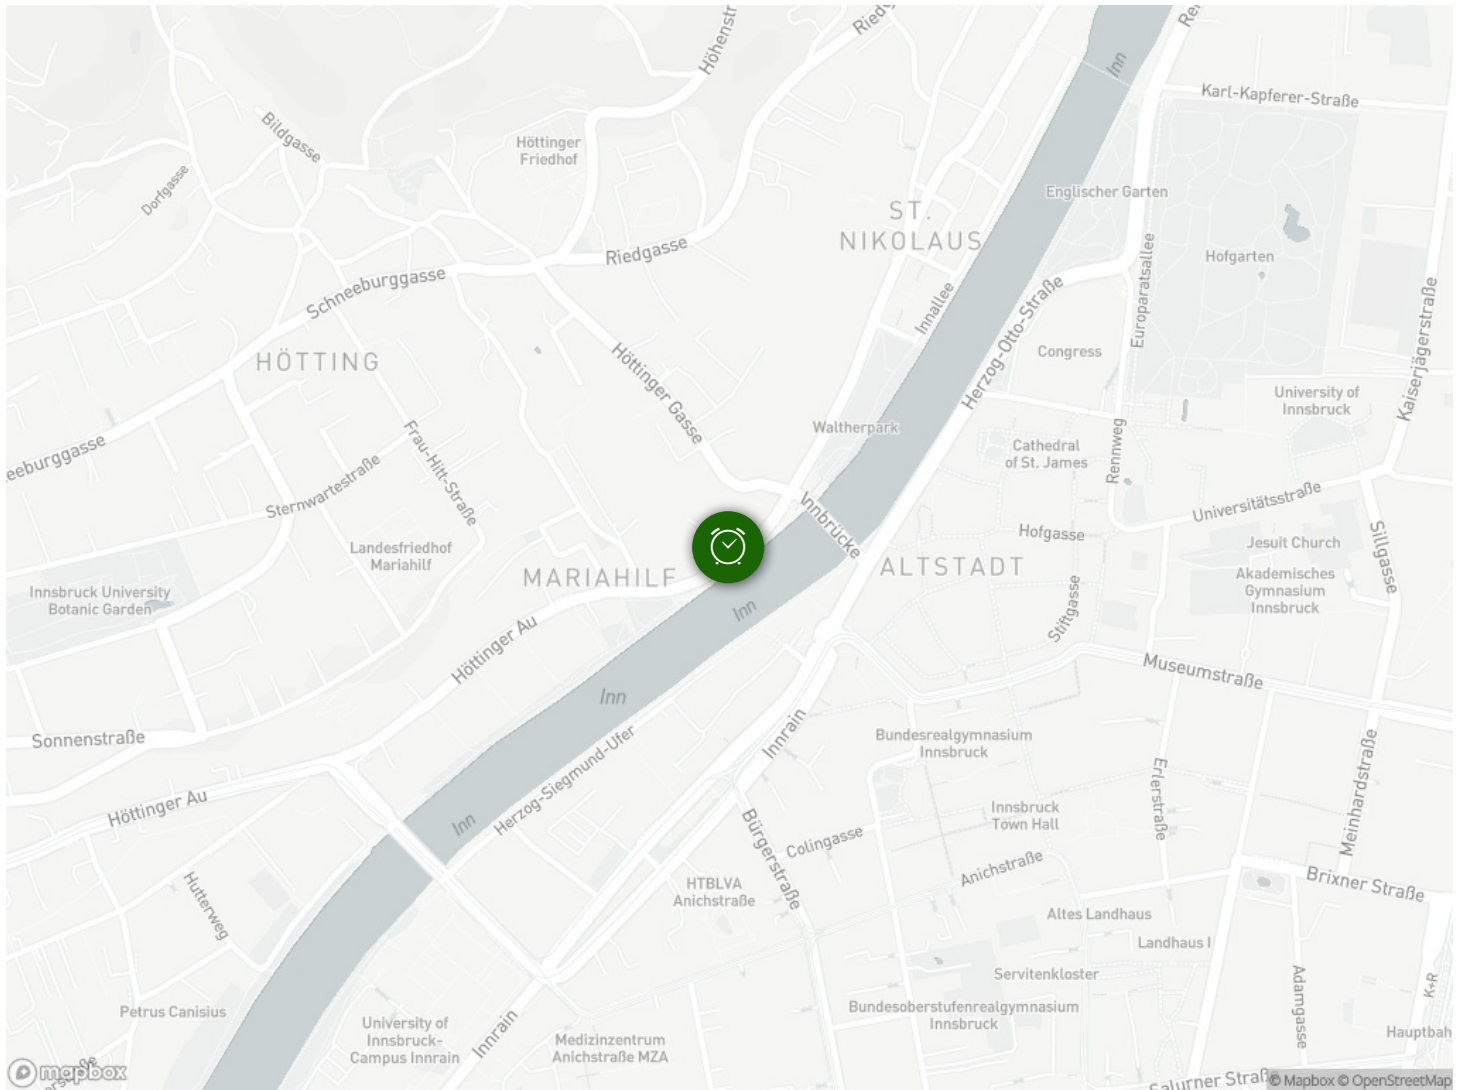 Höhenstr
Ried
Re
Inn
Karl-Kapferer-Straße
Bildgasse
Höttinger
Friedhof
Dorfgasse
Englischer Garten
ST.
NIKOLAUS
Riedgasse
Hofgarten
Schneeburggasse
Innallee
Herzog-Otto-Straße
Europaratsallee
Kaiserjägerstraße
HÖTTING
Höttinger Gasse
Congress
University of
Innsbruck
Waltherpark
Frau-Hitt-Straße
Cathedral
of St. James
Rennweg
eeburggasse
Sternwartestraße
Innbrücke
Universitätsstraße
Hofgasse
Sillgasse
Jesuit Church
Landesfriedhof
Mariahilf
MARIAHILF
ALTSTADT
Akademisches
Gymnasium
Innsbruck
Innsbruck University
Botanic Garden
Inn
Stiftgasse
Höttinger Au
Museumstraße
Inn
Sonnenstraße
Innrain
Bundesrealgymnasium
Innsbruck
Herzog-Siegmund-Ufer
Erlerstraße
Meinhardstraße
Höttinger Au
Inn
Innsbruck
Town Hall
Bürgerstraße
Colingasse
Anichstraße
HTBLVA
Anichstraße
Brixner Straße
Hutterweg
Altes Landhaus
Landhaus I
Servitenkloster
Adamgasse
K+R
Petrus Canisius
Bundesoberstufenrealgymnasium
Innsbruck
University of
Innsbruck-
Campus Innrain
Innrain
Medizinzentrum
Anichstraße MZA
Hauptbah
mapbox
Salurner Straß
© Mapbox © OpenStreetMap